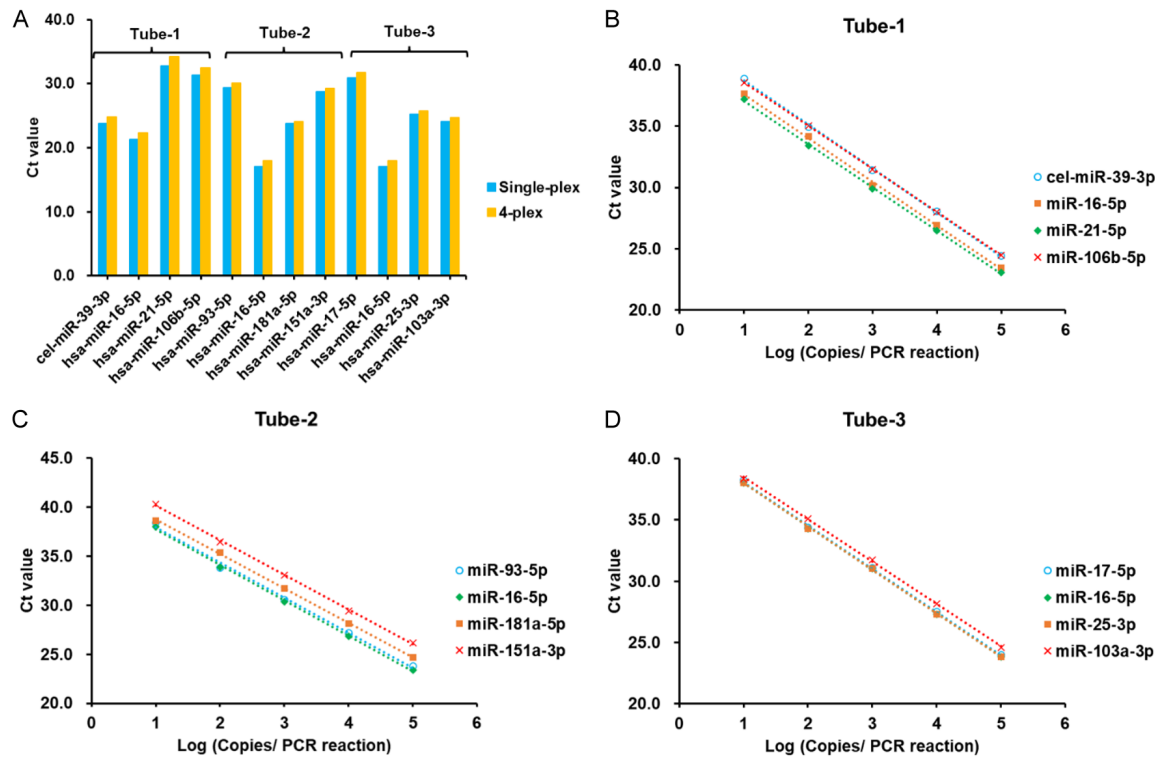 A
40.0
30.0
20.0
10.0
0.0
Ct value
Tube-1
Tube-2
Tube-3
cel-miR-39-3p
hsa-miR-16-5p
hsa-miR-21-5p
hsa-miR-106b-5p
hsa-miR-93-5p
hsa-miR-16-5p
hsa-miR-181a-5p
hsa-miR-151a-3p
hsa-miR-17-5p
hsa-miR-16-5p
hsa-miR-25-3p
hsa-miR-103a-3p
Single-plex
4-plex
B
Tube-1
40.0
35.0
30.0
25.0
20.0
Ct value
0 1 2 3 4 5 6
Log (Copies/ PCR reaction)
cel-miR-39-3p
miR-16-5p
miR-21-5p
miR-106b-5p
C
Tube-2
45.0
40.0
35.0
30.0
25.0
20.0
Ct value
0 1 2 3 4 5 6
Log (Copies/ PCR reaction)
miR-93-5p
miR-16-5p
miR-181a-5p
miR-151a-3p
D
Tube-3
40.0
35.0
30.0
25.0
20.0
Ct value
0 1 2 3 4 5 6
Log (Copies/ PCR reaction)
miR-17-5p
miR-16-5p
miR-25-3p
miR-103a-3p